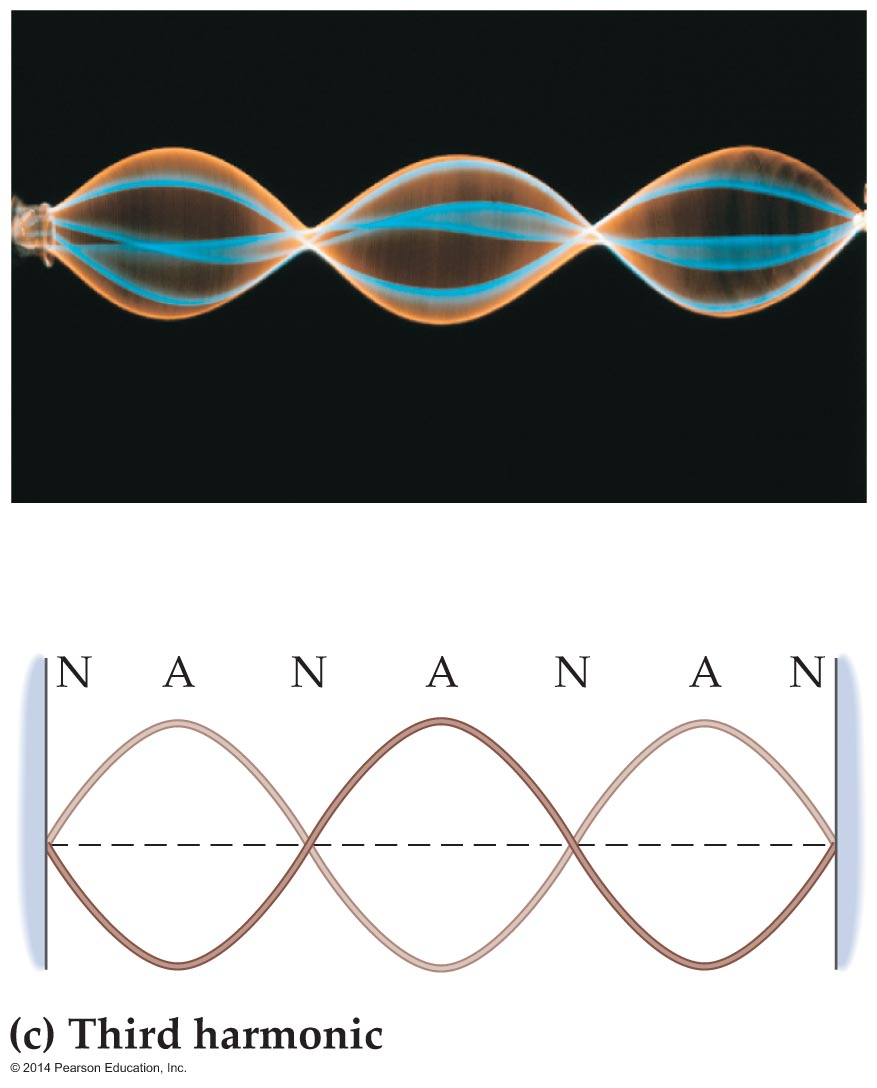 N A N A N A N
(c) Third harmonic
© 2014 Pearson Education, Inc.